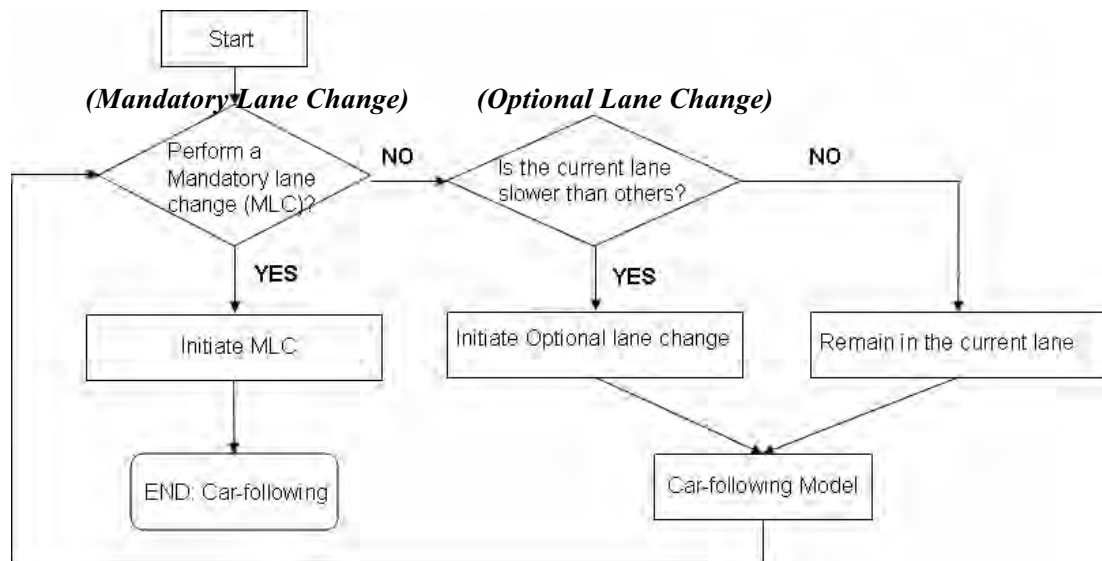 Start
(Mandatory Lane Change)
(Optional Lane Change)
Perform a
Mandatory lane
change (MLC)?
NO
Is the current lane
slower than others?
NO
YES
YES
Initiate MLC
Initiate Optional lane change
Remain in the current lane
END: Car-following
Car-following Model